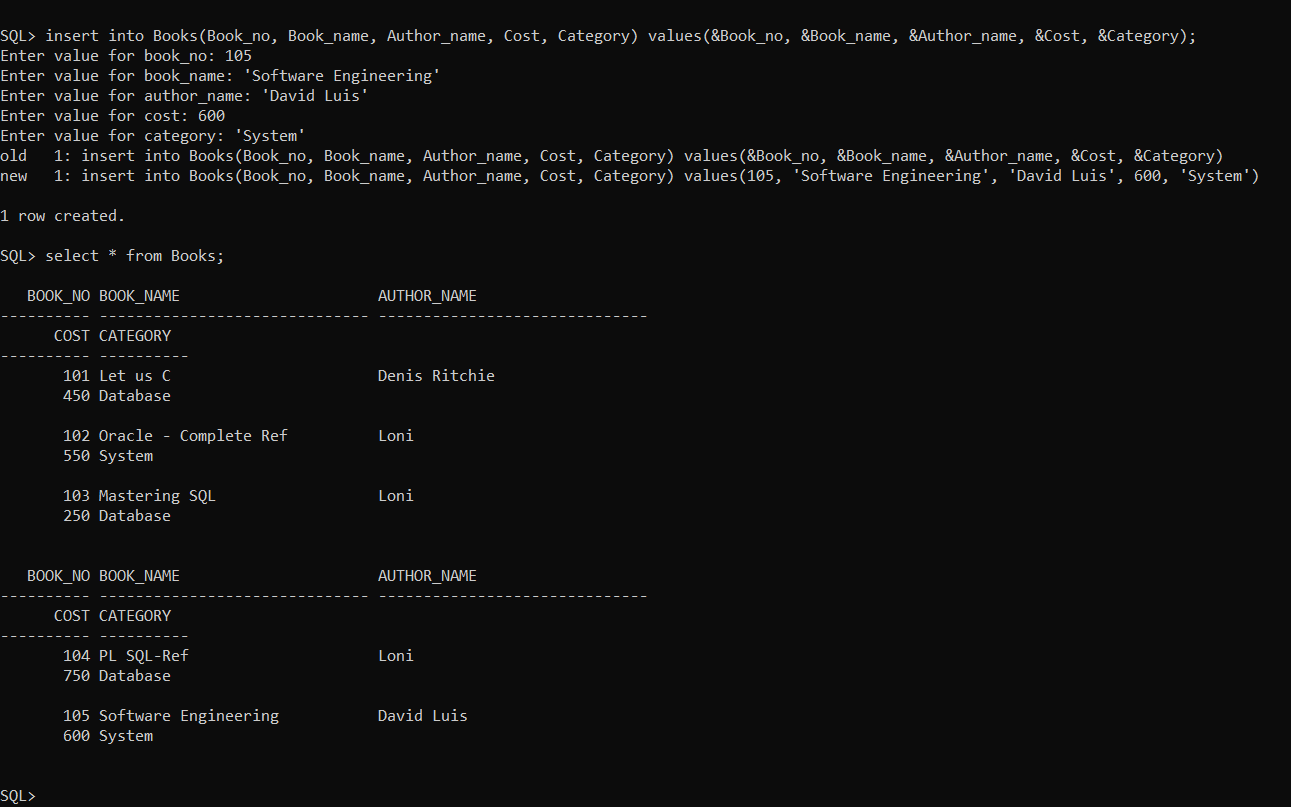 SQL> insert into Books(Book_no, Book_name, Author_name, Cost, Category) values(&Book_no, &Book_name, &Author_name, &Cost, &Category);
Enter value for book_no: 105
Enter value for book_name: 'Software Engineering'
Enter value for author_name: 'David Luis'
Enter value for cost: 600
Enter value for category: 'System'
old   1: insert into Books(Book_no, Book_name, Author_name, Cost, Category) values(&Book_no, &Book_name, &Author_name, &Cost, &Category)
new   1: insert into Books(Book_no, Book_name, Author_name, Cost, Category) values(105, 'Software Engineering', 'David Luis', 600, 'System')

1 row created.

SQL> select * from Books;

   BOOK_NO BOOK_NAME                      AUTHOR_NAME
---------- ------------------------------ ------------------------------
      COST CATEGORY
---------- ----------
       101 Let us C                       Denis Ritchie
       450 Database

       102 Oracle - Complete Ref          Loni
       550 System

       103 Mastering SQL                  Loni
       250 Database


   BOOK_NO BOOK_NAME                      AUTHOR_NAME
---------- ------------------------------ ------------------------------
      COST CATEGORY
---------- ----------
       104 PL SQL-Ref                     Loni
       750 Database

       105 Software Engineering           David Luis
       600 System


SQL>